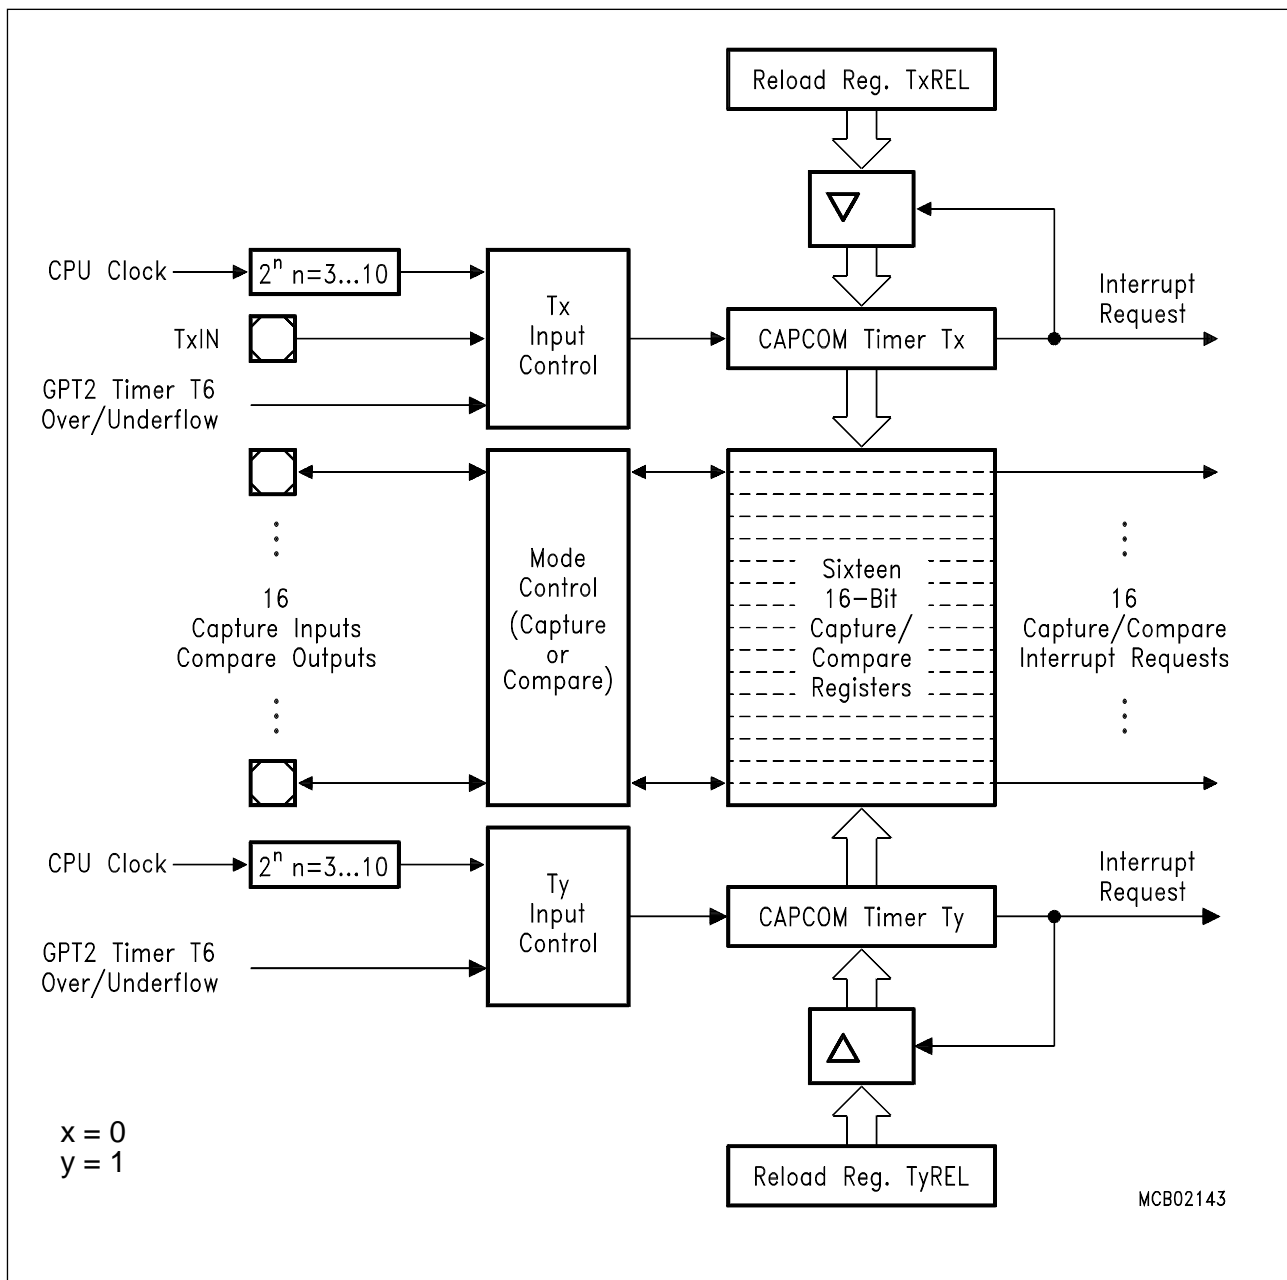 Reload Reg. TxREL
CPU Clock
2ⁿ n=3...10
Tx
Input
Control
TxIN
CAPCOM Timer Tx
Interrupt
Request
GPT2 Timer T6
Over/Underflow
16
Capture Inputs
Compare Outputs
Mode
Control
(Capture
or
Compare)
Sixteen
16-Bit
Capture/
Compare
Registers
16
Capture/Compare
Interrupt Requests
CPU Clock
2ⁿ n=3...10
Ty
Input
Control
CAPCOM Timer Ty
Interrupt
Request
GPT2 Timer T6
Over/Underflow
x = 0
y = 1
Reload Reg. TyREL
MCB02143